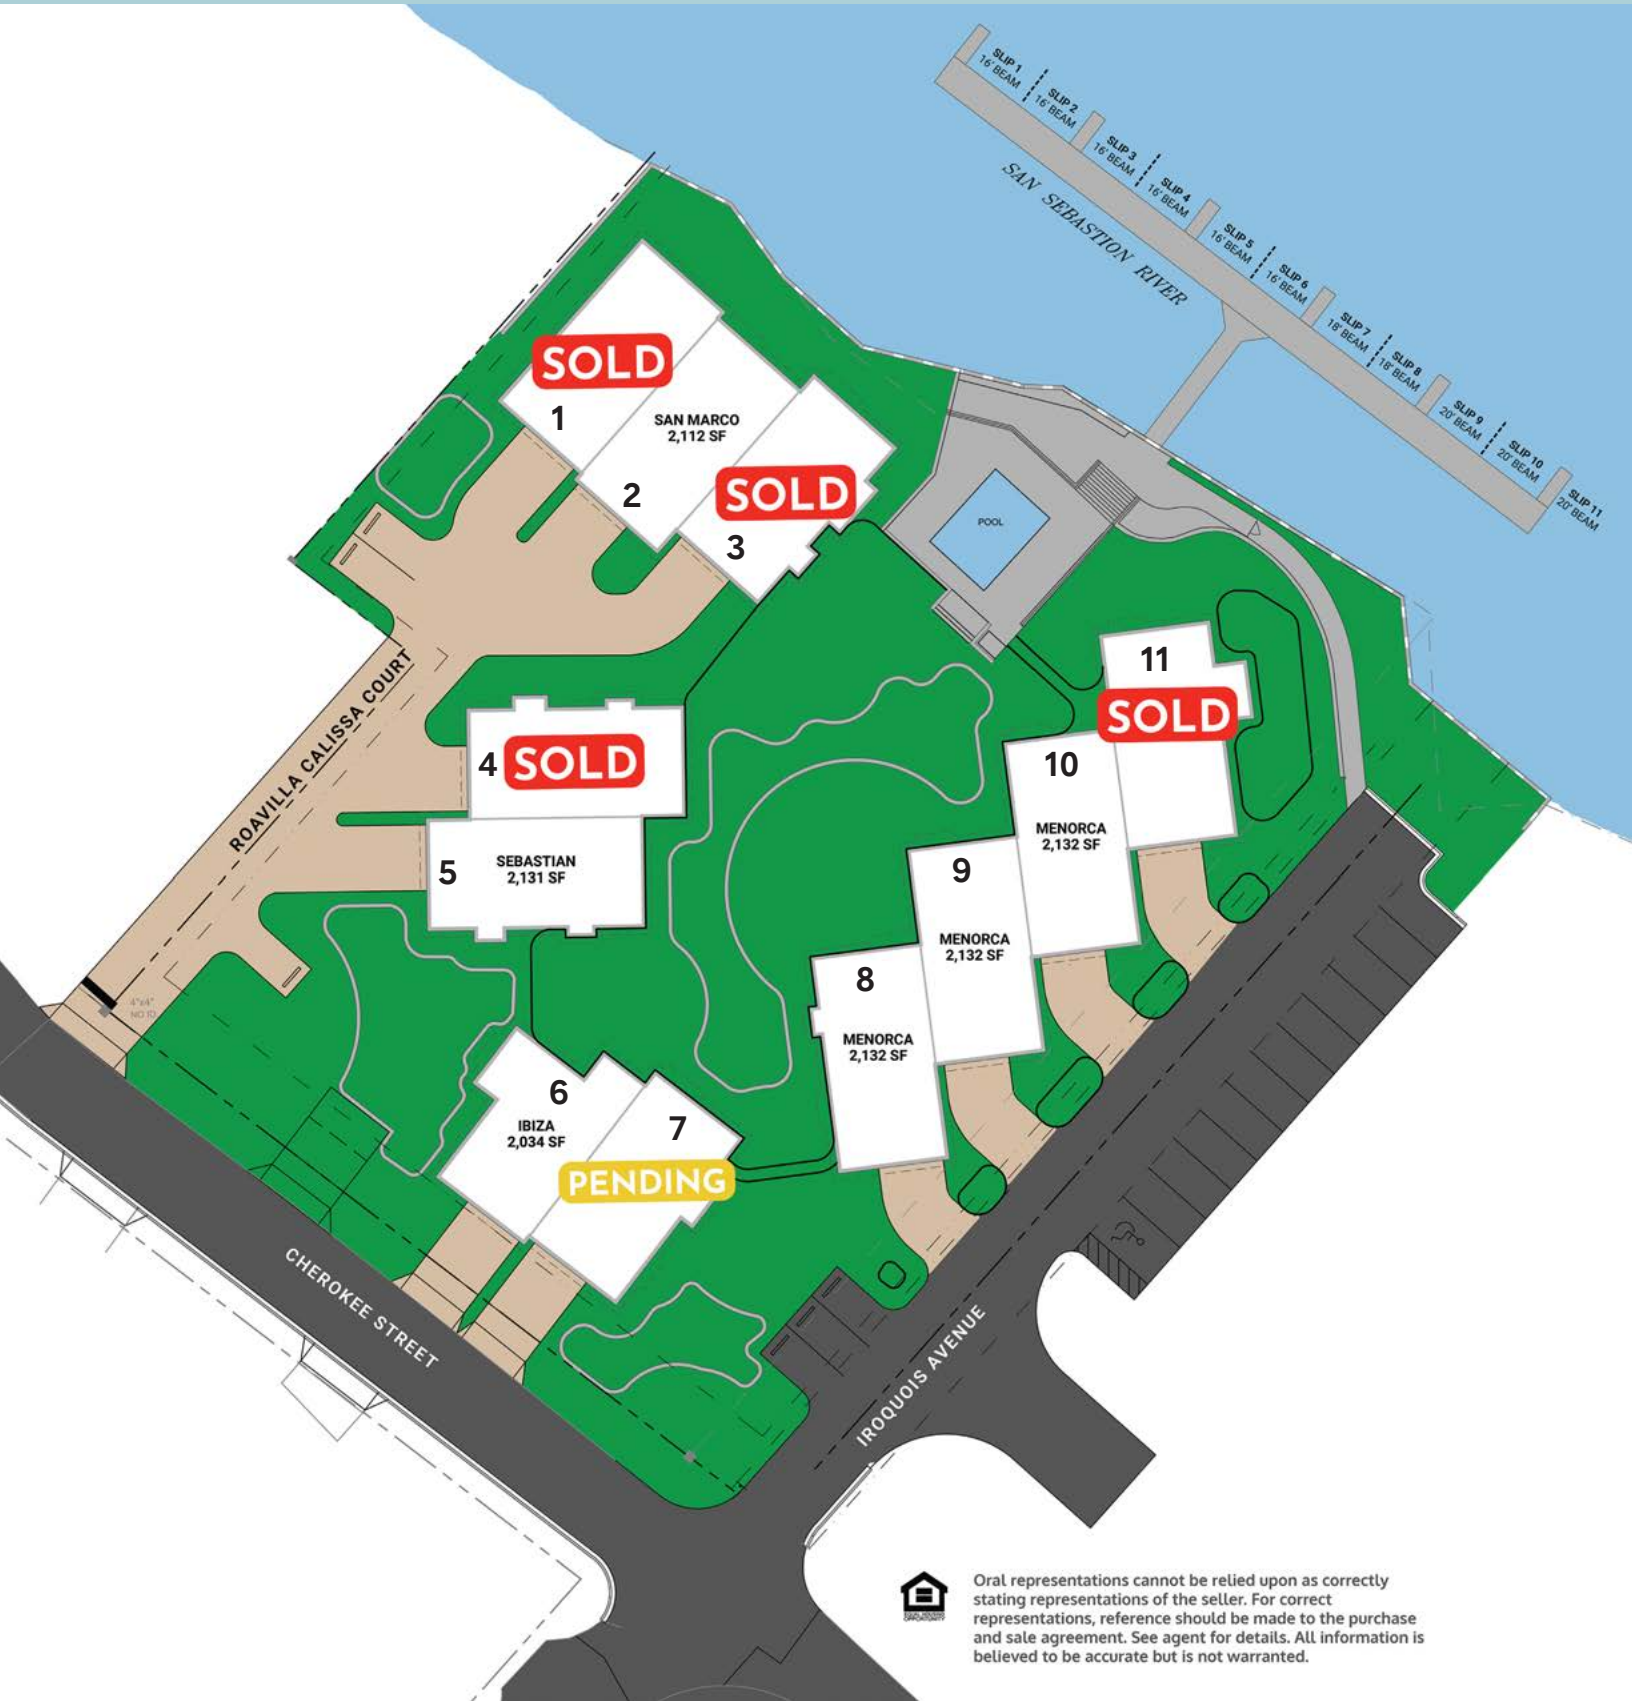 SLIP 1
16' BEAM
SLIP 2
16' BEAM
SLIP 3
16' BEAM
SLIP 4
16' BEAM
SLIP 5
16' BEAM
SLIP 6
16' BEAM
SLIP 7
18' BEAM
SLIP 8
18' BEAM
SLIP 9
20' BEAM
SLIP 10
20' BEAM
SLIP 11
20' BEAM
SAN SEBASTION RIVER
SOLD
1
SAN MARCO
2,112 SF
2
SOLD
3
POOL
ROAVILLA CALISSA COURT
4
SOLD
5
SEBASTIAN
2,131 SF
11
SOLD
10
MENORCA
2,132 SF
9
MENORCA
2,132 SF
8
MENORCA
2,132 SF
4"x4"
NO ID
6
IBIZA
2,034 SF
7
PENDING
CHEROKEE STREET
IROQUOIS AVENUE
EQUAL HOUSING
OPPORTUNITY
Oral representations cannot be relied upon as correctly
stating representations of the seller. For correct
representations, reference should be made to the purchase
and sale agreement. See agent for details. All information is
believed to be accurate but is not warranted.